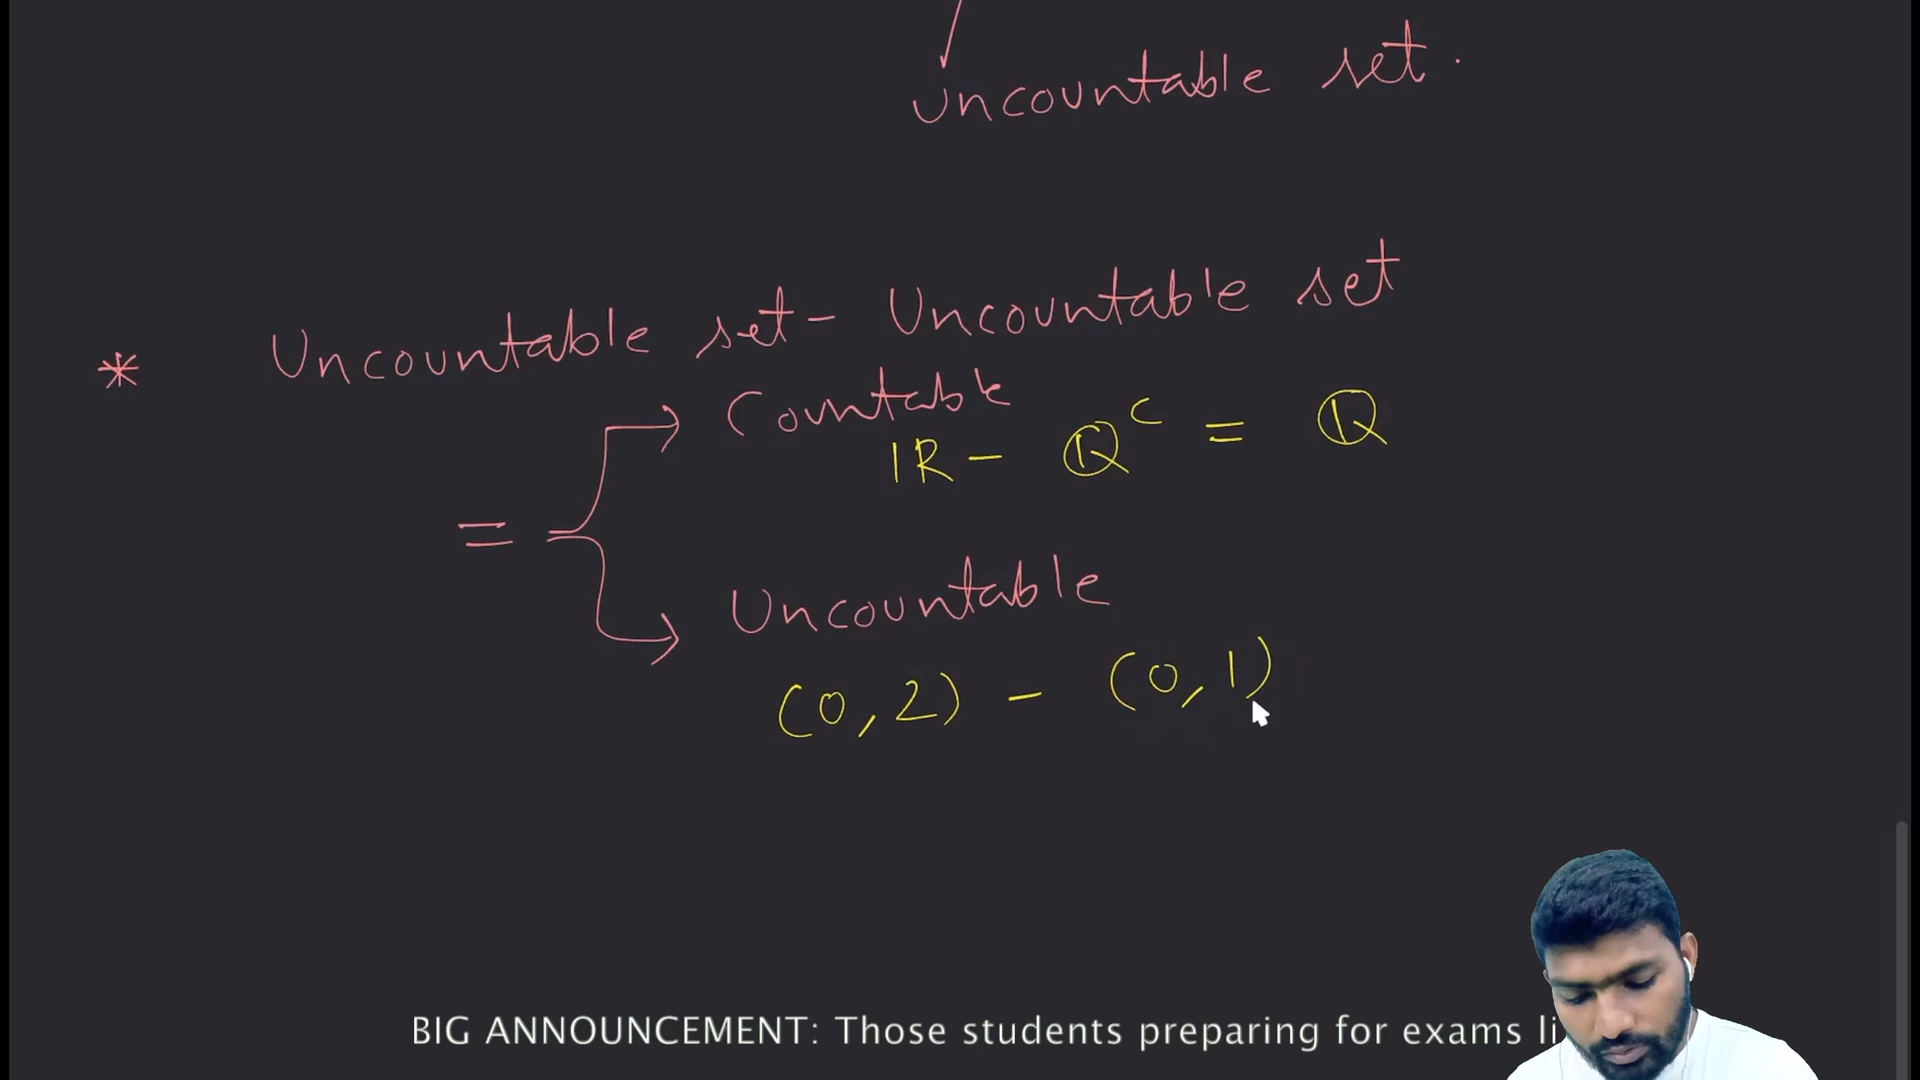 uncountable set.
* Uncountable set - Uncountable set
Countable
IR - ℚᶜ = ℚ
=
Uncountable
(0, 2) - (0, 1)
BIG ANNOUNCEMENT: Those students preparing for exams li